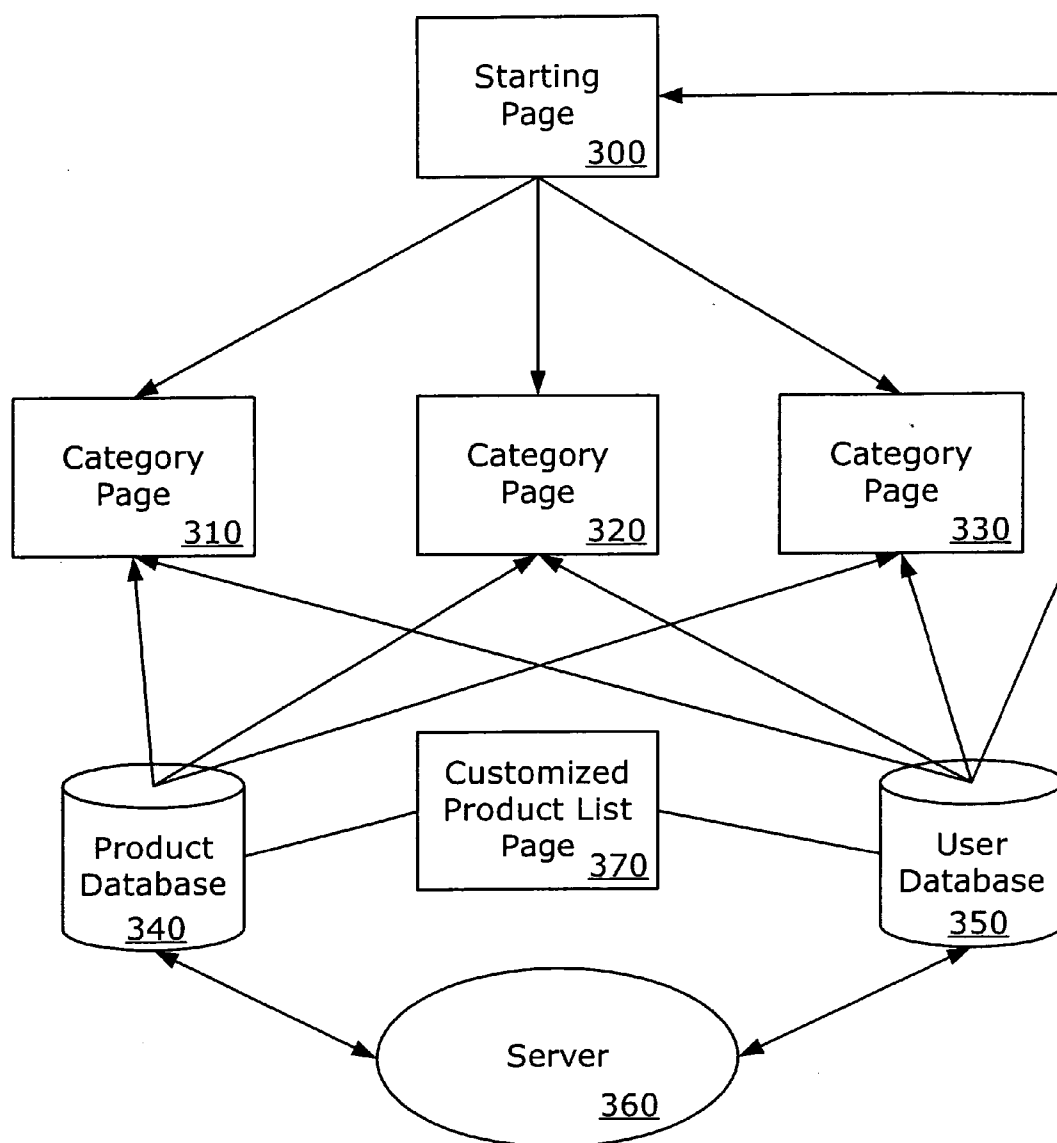 Starting
Page
300
Category
Page
310
Category
Page
320
Category
Page
330
Product
Database
340
Customized
Product List
Page
370
User
Database
350
Server
360